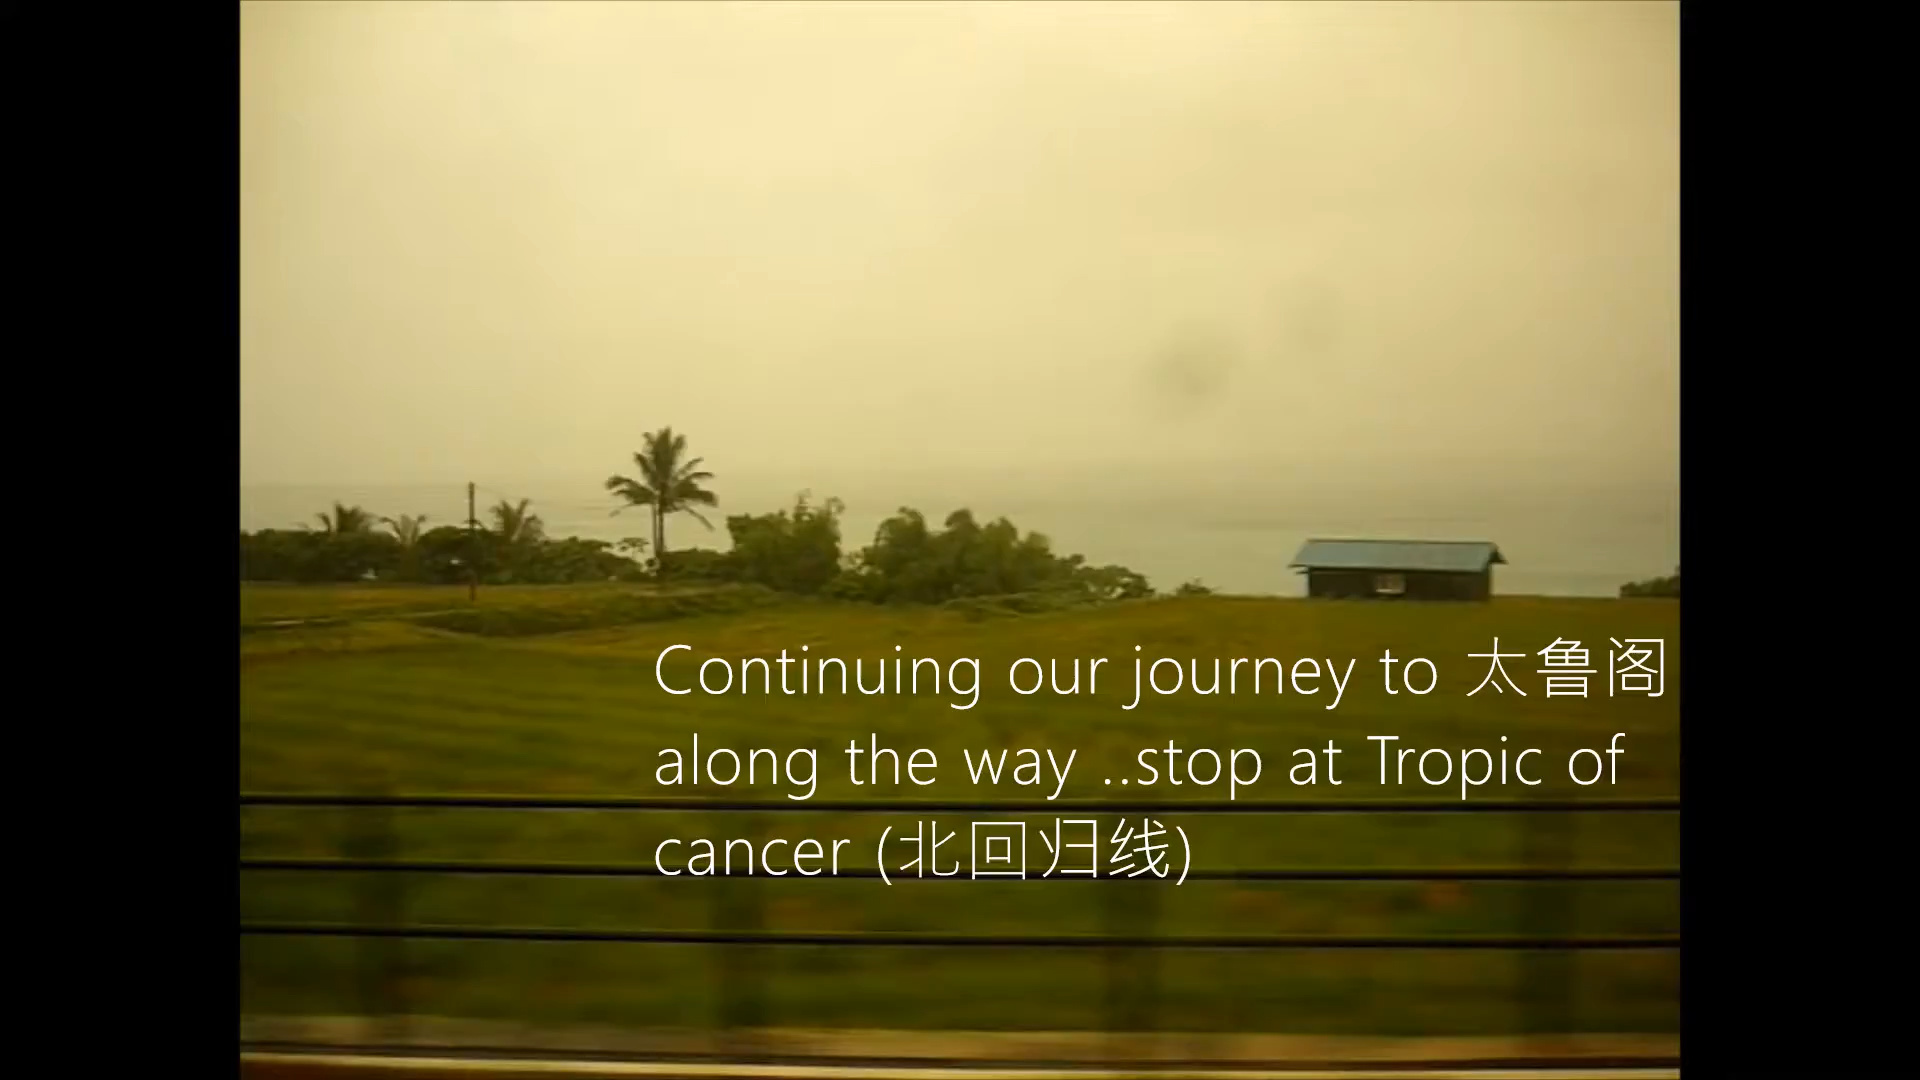 Continuing our journey to 太鲁阁
along the way ..stop at Tropic of
cancer (北回归线)